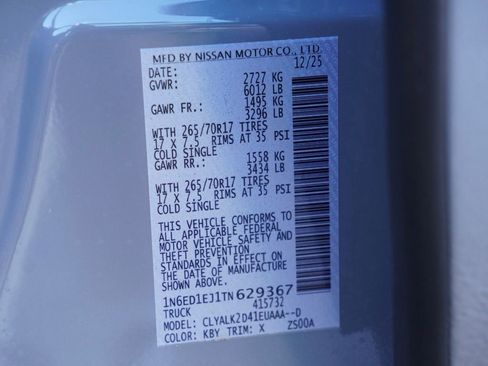 MFD BY NISSAN MOTOR CO., LTD.
DATE: 12/25
GVWR: 2727 KG
6012 LB
GAWR FR.: 1495 KG
3296 LB
WITH 265/70R17 TIRES
17 X 7.5 RIMS AT 35 PSI
COLD SINGLE
GAWR RR.: 1558 KG
3434 LB
WITH 265/70R17 TIRES
17 X 7.5 RIMS AT 35 PSI
COLD SINGLE
THIS VEHICLE CONFORMS TO
ALL APPLICABLE FEDERAL
MOTOR VEHICLE SAFETY AND
THEFT PREVENTION
STANDARDS IN EFFECT ON
THE DATE OF MANUFACTURE
1N6ED1EJ1TN629367
TRUCK 415732
MODEL: CLYALK2D41EUAAA--D
COLOR: KBY TRIM: X ZS00A